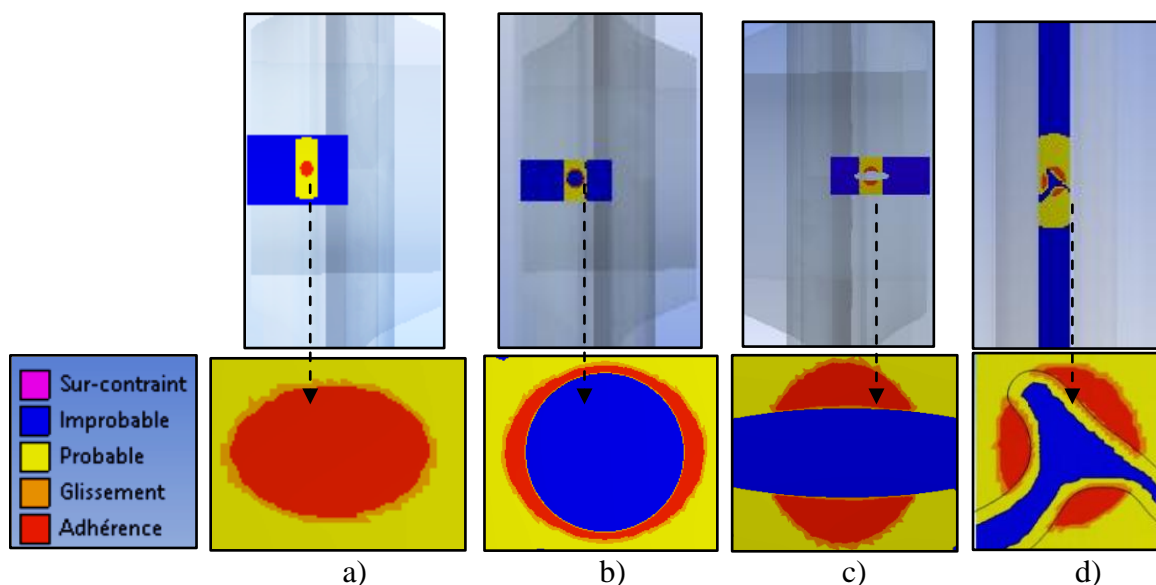 Sur-contraint
Improbable
Probable
Glissement
Adhérence
a)
b)
c)
d)